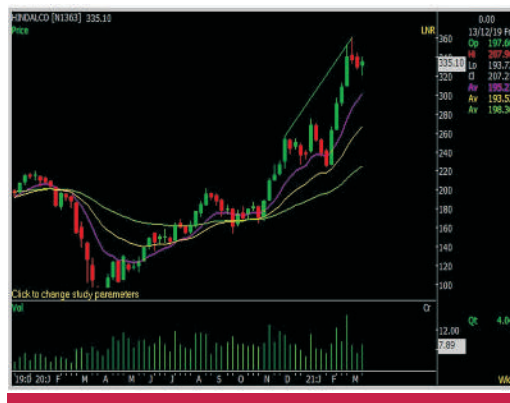 HINDALCO [N1363] 335.10
Price
LNR
0.00
13/12/19 Fr
Op 197.60
Hi 207.9
Lo 193.7
Cl 207.2
Av 195.2
Av 193.5
Av 198.3
360
335.10
320
300
280
260
240
220
200
180
160
140
120
100
Click to change study paremeters
Vol
Cr
Qt 4.0
12.00
7.89
19:D 20:J F M A M J J A S O N D 21:J F M